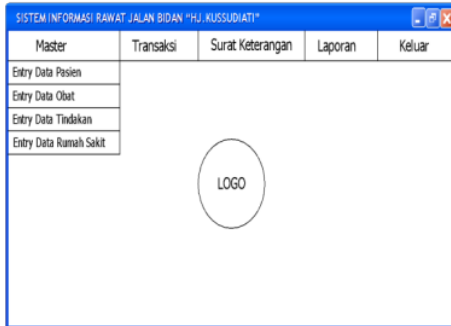 SISTEM INFORMASI RAWAT JALAN BIDAN "HJ.KUSSUDIATI"
Master Transaksi Surat Keterangan Laporan Keluar
Entry Data Pasien
Entry Data Obat
Entry Data Tindakan
Entry Data Rumah Sakit
LOGO